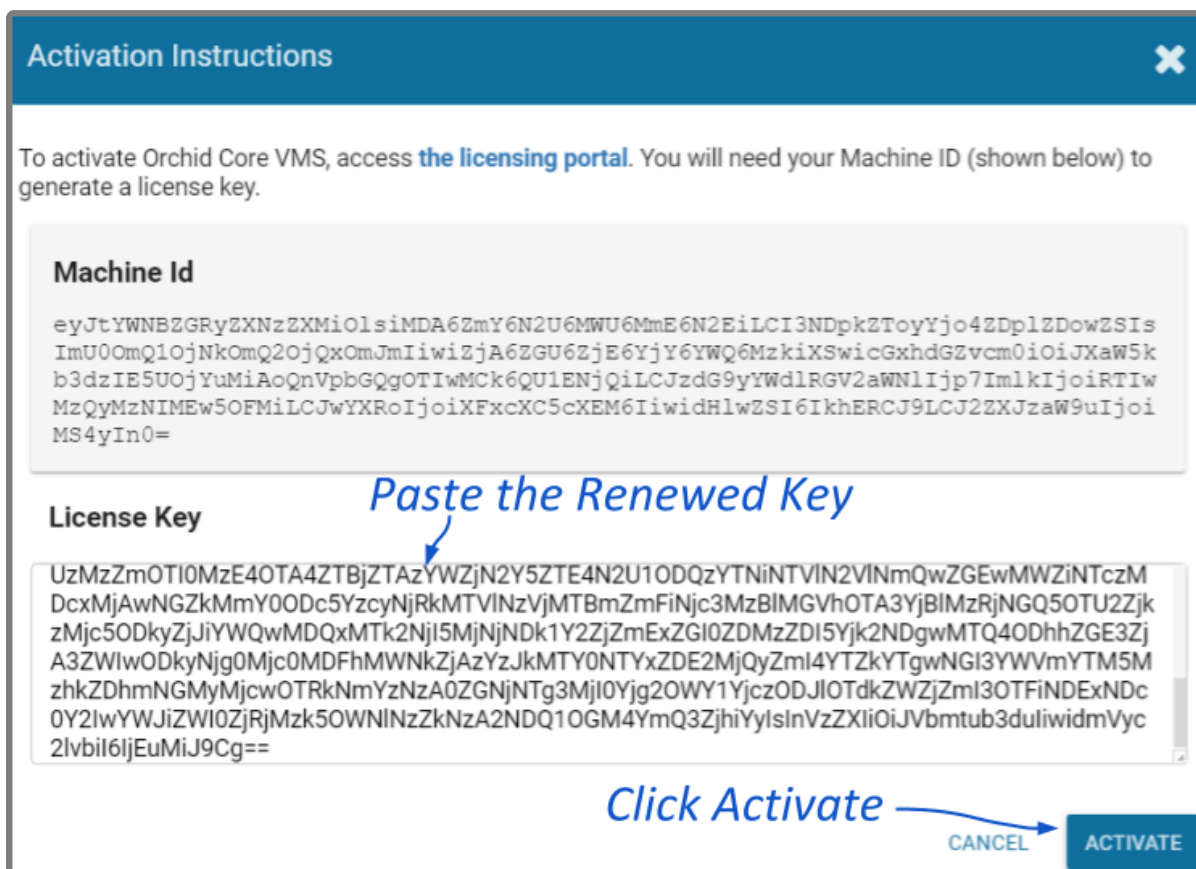 Activation Instructions
To activate Orchid Core VMS, access the licensing portal. You will need your Machine ID (shown below) to
generate a license key.
Machine Id
eyJtYWNBZGRyZXNzZXMiOlsiMDA6ZmY6N2U6MWU6MmE6N2EiLCI3NDpkZToyYjo4ZDplZDowZSIs
ImU0OmQ1OjNkOmQ2OjQxOmJmIiwiZjA6ZGU6ZjE6YjY6YWQ6MzkiXSwicGxhdGZvcm0iOiJXaW5k
b3dzIE5UOjYuMiAoQnVpbGQgOTIwMCk6QU1ENjQiLCJzdG9yYWdlRGV2aWNlIjp7ImlkIjoiRTIw
MzQyMzNIMEw5OFMiLCJwYXRoIjoiXFxcXC5cXEM6IiwidHlwZSI6IkhERCJ9LCJ2ZXJzaW9uIjoi
MS4yIn0=
Paste the Renewed Key
License Key
UzMzZmOTI0MzE4OTA4ZTBjZTAzYWZjN2Y5ZTE4N2U1ODQzYTNiNTVlN2VlNmQwZGEwMWZiNTczM
DcxMjAwNGZkMmY0ODc5YzcyNjRkMTVlNzVjMTBmZmFiNjc3MzBlMGVhOTA3YjBlMzRjNGQ5OTU2Zjk
zMjc5ODkyZjJiYWQwMDQxMTk2NjI5MjNjNDk1Y2ZjZmExZGI0ZDMzZDI5Yjk2NDgwMTQ4ODhhZGE3Zj
A3ZWIwODkyNjg0Mjc0MDFhMWNkZjAzYzJkMTY0NTYxZDE2MjQyZmI4YTZkYTgwNGI3YWVmYTM5M
zhkZDhmNGMyMjcwOTRkNmYzNzA0ZGNjNTg3MjI0Yjg2OWY1YjczODJlOTdkZWZjZmI3OTFiNDExNDc
0Y2IwYWJiZWI0ZjRjMzk5OWNlNzZkNzA2NDQ1OGM4YmQ3ZjhiYyIsInVzZXIiOiJVbmtub3duIiwidmVyc
2lvbiI6IjEuMiJ9Cg==
Click Activate
CANCEL
ACTIVATE